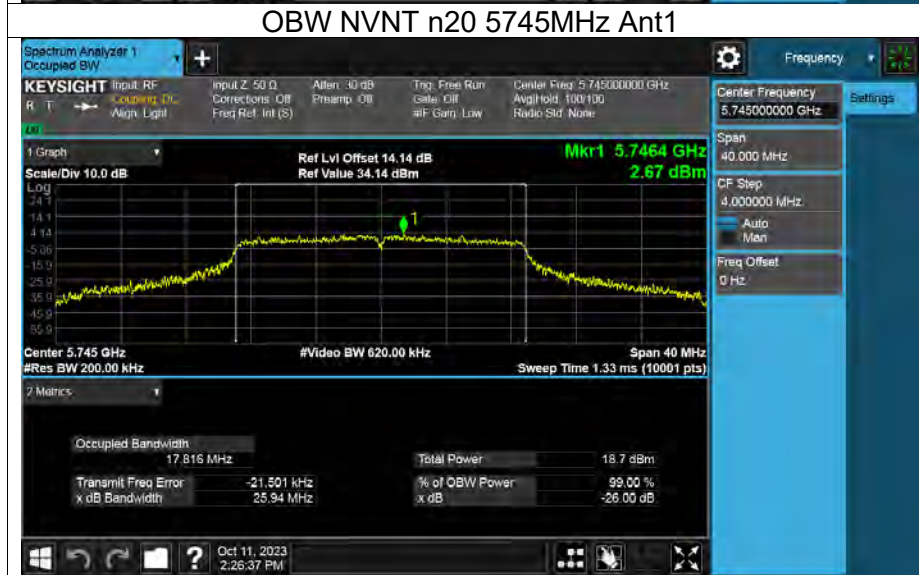 OBW NVNT n20 5745MHz Ant1
Spectrum Analyzer 1
Occupied BW
+
Frequency
KEYSIGHT Input: RF
R T
Coupling: DC
Align: Light
Input Z: 50 Ω
Corrections: Off
Freq Ref: Int (S)
Atten: 30 dB
Preamp: Off
Trig: Free Run
Gate: Off
#IF Gain: Low
Center Freq: 5.745000000 GHz
Avg|Hold: 100/100
Radio Std: None
Center Frequency
5.745000000 GHz
Settings
Span
40.000 MHz
CF Step
4.000000 MHz
Auto
Man
Freq Offset
0 Hz
1 Graph
Scale/Div 10.0 dB
Ref Lvl Offset 14.14 dB
Ref Value 34.14 dBm
Mkr1 5.7464 GHz
2.67 dBm
Log
24.1
14.1
4.14
-5.86
-15.9
-25.9
-35.9
-45.9
-55.9
1
Center 5.745 GHz
#Res BW 200.00 kHz
#Video BW 620.00 kHz
Span 40 MHz
Sweep Time 1.33 ms (10001 pts)
2 Metrics
Occupied Bandwidth
17.816 MHz
Total Power 18.7 dBm
Transmit Freq Error -21.501 kHz
% of OBW Power 99.00 %
x dB Bandwidth 25.94 MHz
x dB -26.00 dB
?
Oct 11, 2023
2:26:37 PM